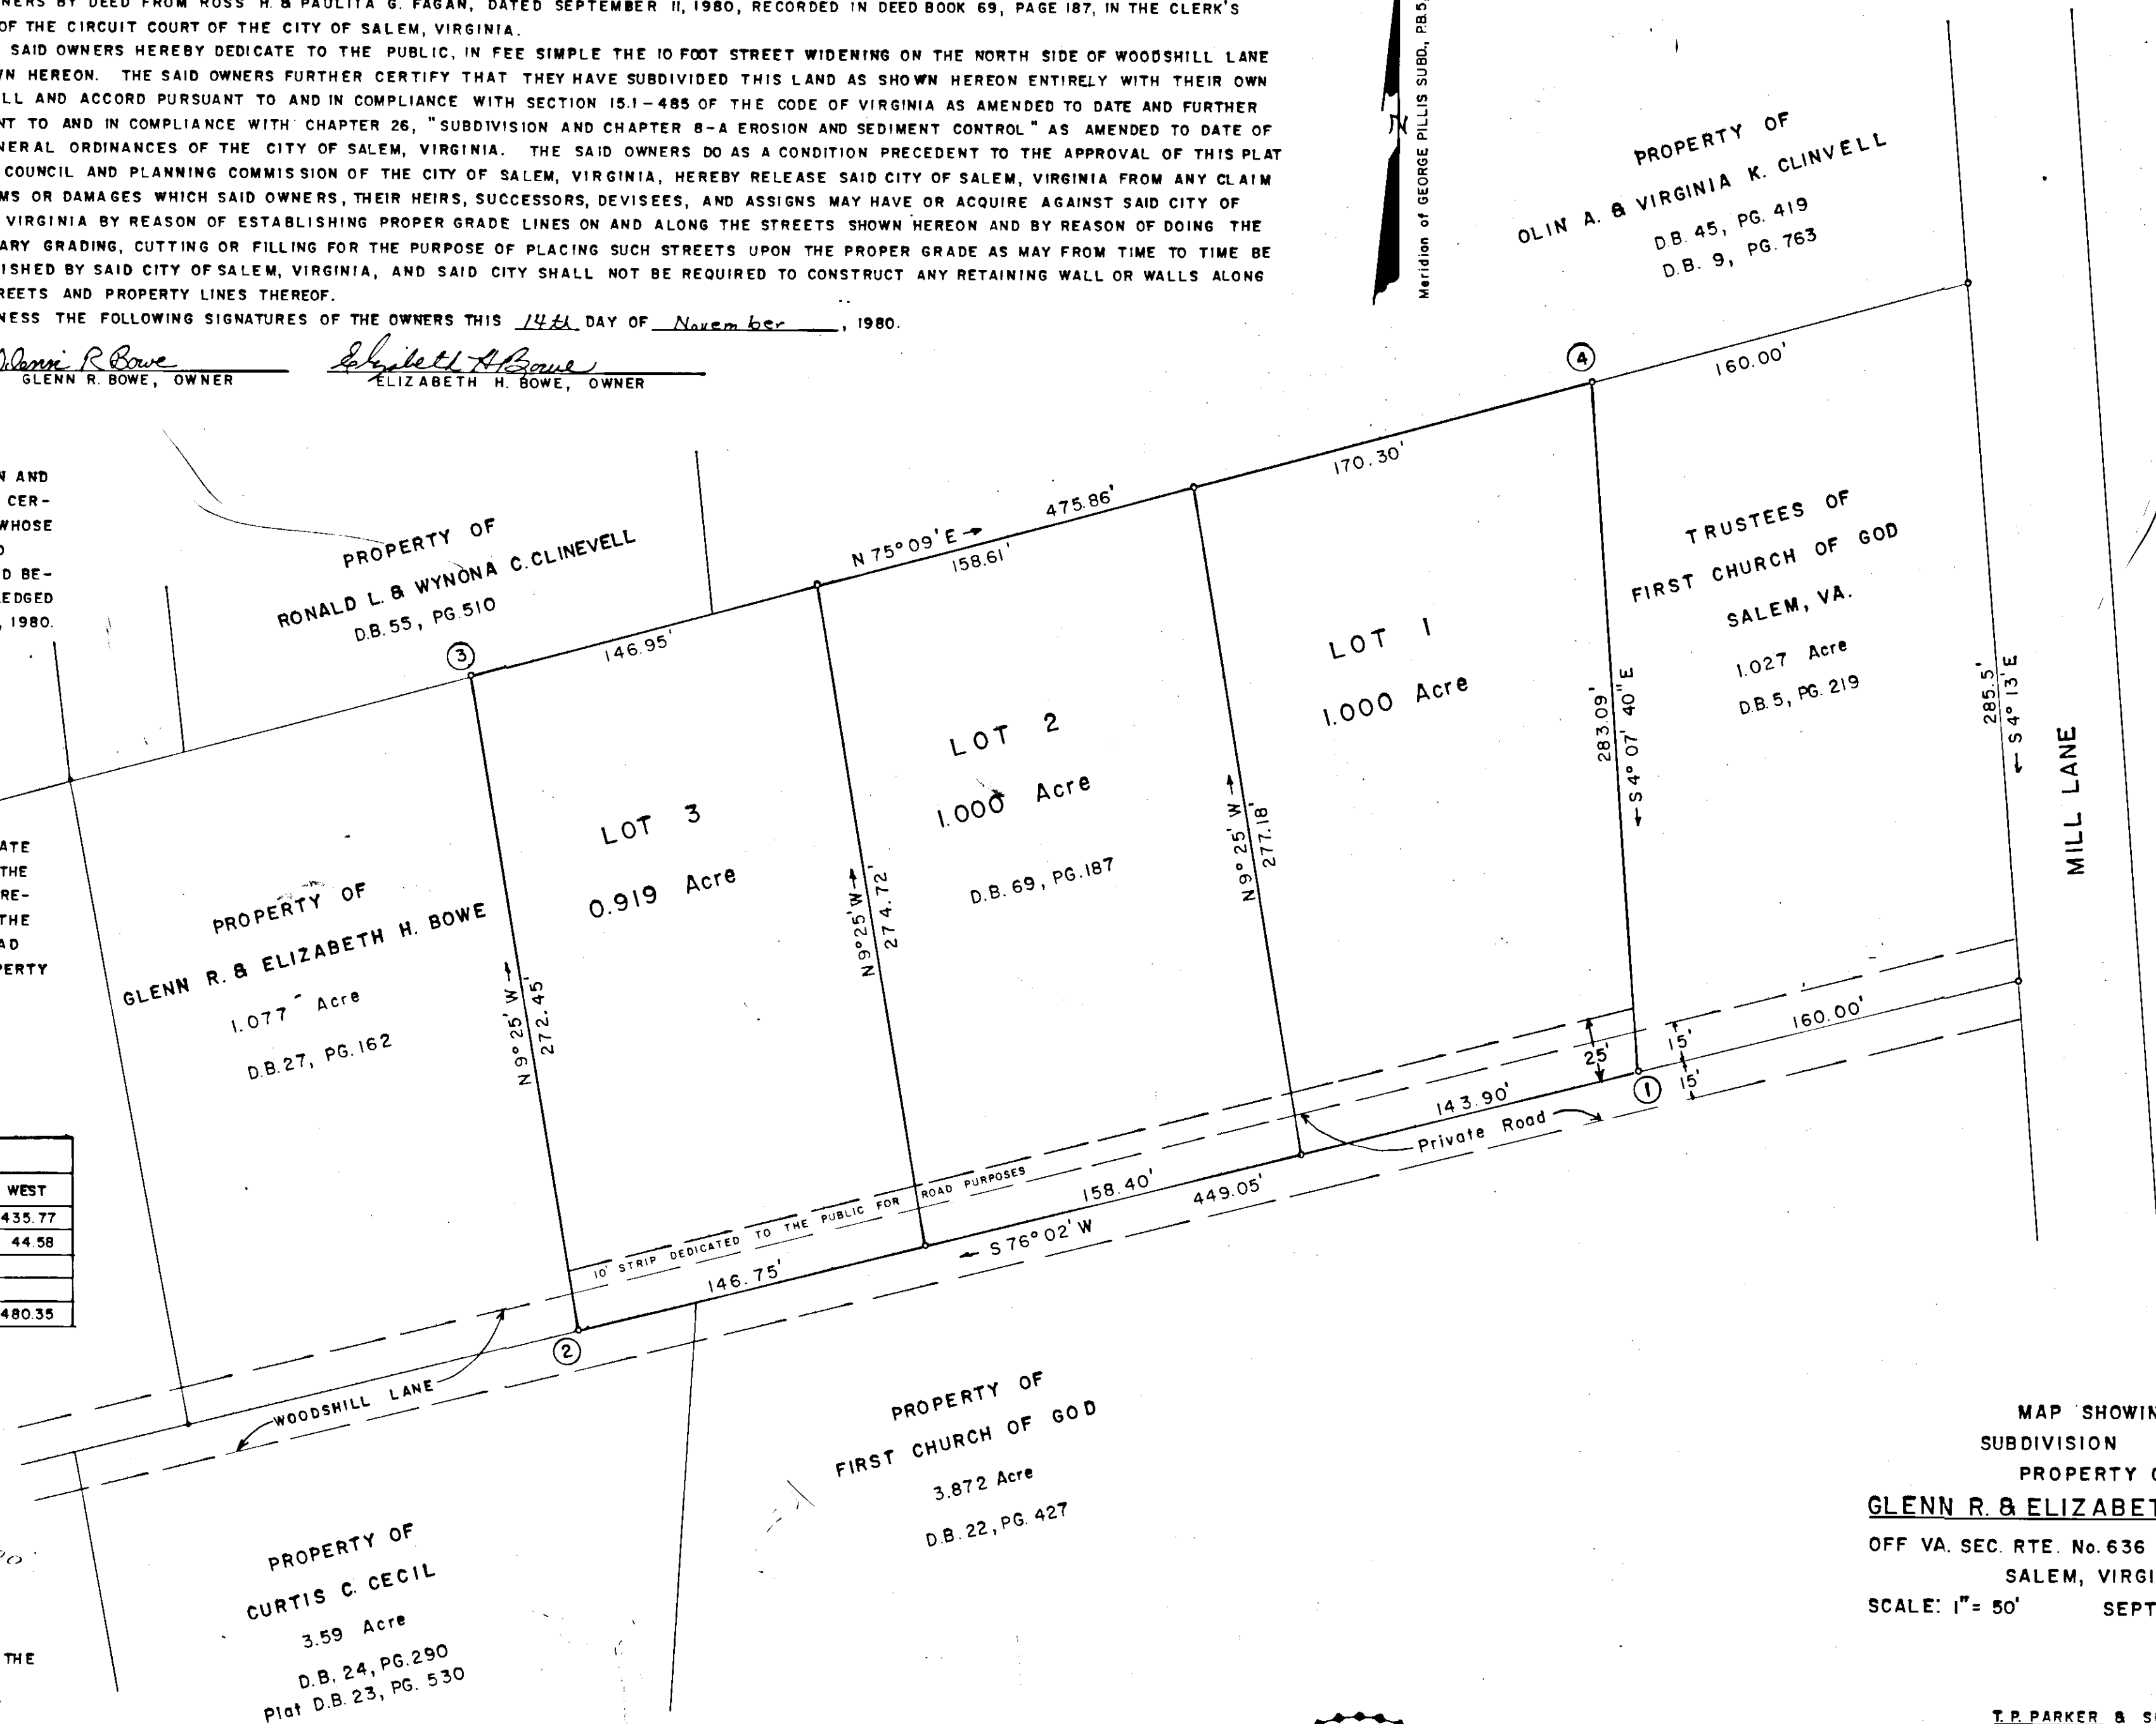 NERS BY DEED FROM ROSS H. & PAULITA G. FAGAN, DATED SEPTEMBER 11, 1980, RECORDED IN DEED BOOK 69, PAGE 187, IN THE CLERK'S
OF THE CIRCUIT COURT OF THE CITY OF SALEM, VIRGINIA.
SAID OWNERS HEREBY DEDICATE TO THE PUBLIC, IN FEE SIMPLE THE 10 FOOT STREET WIDENING ON THE NORTH SIDE OF WOODSHILL LANE
WN HEREON. THE SAID OWNERS FURTHER CERTIFY THAT THEY HAVE SUBDIVIDED THIS LAND AS SHOWN HEREON ENTIRELY WITH THEIR OWN
LL AND ACCORD PURSUANT TO AND IN COMPLIANCE WITH SECTION 15.1-485 OF THE CODE OF VIRGINIA AS AMENDED TO DATE AND FURTHER
NT TO AND IN COMPLIANCE WITH CHAPTER 26, "SUBDIVISION AND CHAPTER 8-A EROSION AND SEDIMENT CONTROL" AS AMENDED TO DATE OF
NERAL ORDINANCES OF THE CITY OF SALEM, VIRGINIA. THE SAID OWNERS DO AS A CONDITION PRECEDENT TO THE APPROVAL OF THIS PLAT
COUNCIL AND PLANNING COMMISSION OF THE CITY OF SALEM, VIRGINIA, HEREBY RELEASE SAID CITY OF SALEM, VIRGINIA FROM ANY CLAIM
MS OR DAMAGES WHICH SAID OWNERS, THEIR HEIRS, SUCCESSORS, DEVISEES, AND ASSIGNS MAY HAVE OR ACQUIRE AGAINST SAID CITY OF
VIRGINIA BY REASON OF ESTABLISHING PROPER GRADE LINES ON AND ALONG THE STREETS SHOWN HEREON AND BY REASON OF DOING THE
ARY GRADING, CUTTING OR FILLING FOR THE PURPOSE OF PLACING SUCH STREETS UPON THE PROPER GRADE AS MAY FROM TIME TO TIME BE
ISHED BY SAID CITY OF SALEM, VIRGINIA, AND SAID CITY SHALL NOT BE REQUIRED TO CONSTRUCT ANY RETAINING WALL OR WALLS ALONG
REETS AND PROPERTY LINES THEREOF.
NESS THE FOLLOWING SIGNATURES OF THE OWNERS THIS 14th DAY OF November, 1980.
Glenn R Bowe Elizabeth H Bowe
GLENN R. BOWE, OWNER ELIZABETH H. BOWE, OWNER
N
Meridian of GEORGE PILLIS SUBD., P.B.5,
PROPERTY OF
OLIN A. & VIRGINIA K. CLINVELL
D.B. 45, PG. 419
D.B. 9, PG. 763
N AND
CER-
WHOSE
D BE-
EDGED
, 1980.
PROPERTY OF
RONALD L. & WYNONA C. CLINEVELL
D.B. 55, PG. 510
4
160.00'
170.30'
475.86'
N 75° 09' E
158.61'
3
146.95'
TRUSTEES OF
FIRST CHURCH OF GOD
SALEM, VA.
1.027 Acre
D.B. 5, PG. 219
LOT 1
1.000 Acre
283.09'
S 4° 07' 40" E
285.5'
S 4° 13' E
MILL LANE
LOT 2
1.000 Acre
D.B. 69, PG. 187
N 9° 25' W
277.18'
LOT 3
0.919 Acre
N 9° 25' W
274.72'
ATE
THE
RE-
THE
AD
PERTY
PROPERTY OF
GLENN R. & ELIZABETH H. BOWE
1.077 Acre
D.B. 27, PG. 162
N 9° 25' W
272.45'
160.00'
25'
15'
15'
1
143.90'
Private Road
158.40'
449.05'
S 76° 02' W
10' STRIP DEDICATED TO THE PUBLIC FOR ROAD PURPOSES
146.75'
2
WOODSHILL LANE
WEST
435.77
44.58
480.35
PROPERTY OF
FIRST CHURCH OF GOD
3.872 Acre
D.B. 22, PG. 427
PROPERTY OF
CURTIS C. CECIL
3.59 Acre
D.B. 24, PG. 290
Plat D.B. 23, PG. 530
THE
MAP SHOWIN
SUBDIVISION
PROPERTY O
GLENN R. & ELIZABET
OFF VA. SEC. RTE. No. 636
SALEM, VIRGI
SCALE: 1" = 50' SEPT
T. P. PARKER & S